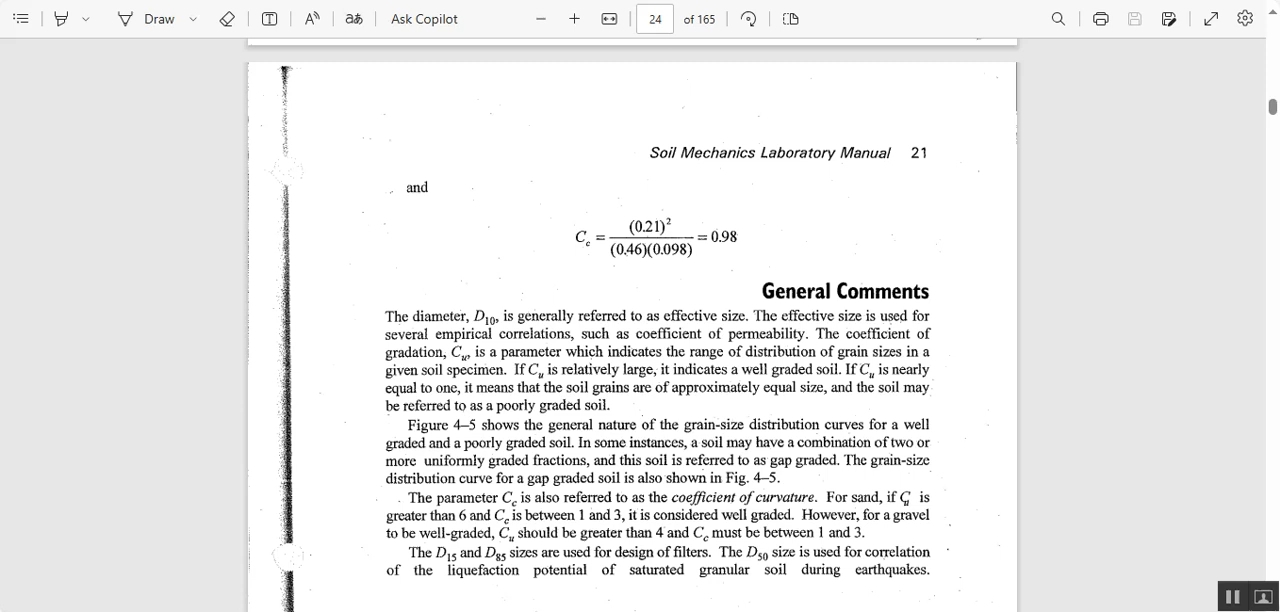 Draw
Ask Copilot
24 of 165
Soil Mechanics Laboratory Manual 21
and
C_c = (0.21)² / (0.46)(0.098) = 0.98
General Comments
The diameter, D₁₀, is generally referred to as effective size. The effective size is used for
several empirical correlations, such as coefficient of permeability. The coefficient of
gradation, C_u, is a parameter which indicates the range of distribution of grain sizes in a
given soil specimen. If C_u is relatively large, it indicates a well graded soil. If C_u is nearly
equal to one, it means that the soil grains are of approximately equal size, and the soil may
be referred to as a poorly graded soil.
Figure 4–5 shows the general nature of the grain-size distribution curves for a well
graded and a poorly graded soil. In some instances, a soil may have a combination of two or
more uniformly graded fractions, and this soil is referred to as gap graded. The grain-size
distribution curve for a gap graded soil is also shown in Fig. 4–5.
The parameter C_c is also referred to as the coefficient of curvature. For sand, if C_u is
greater than 6 and C_c is between 1 and 3, it is considered well graded. However, for a gravel
to be well-graded, C_u should be greater than 4 and C_c must be between 1 and 3.
The D₁₅ and D₈₅ sizes are used for design of filters. The D₅₀ size is used for correlation
of the liquefaction potential of saturated granular soil during earthquakes.